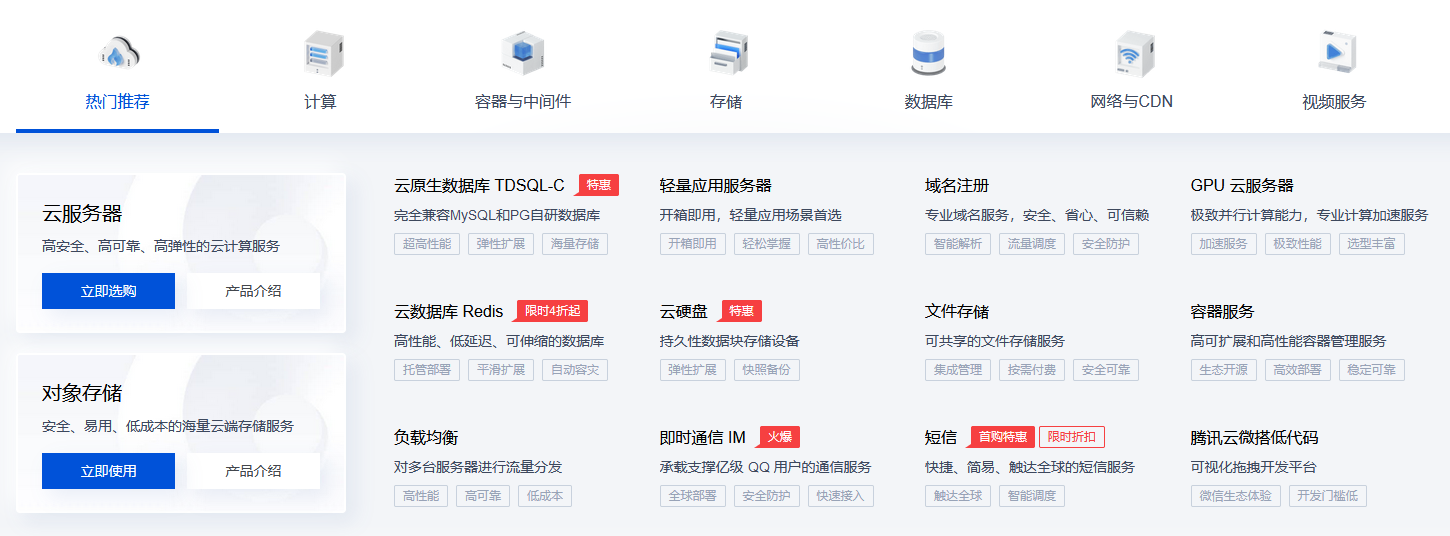 热门推荐
计算
容器与中间件
存储
数据库
网络与CDN
视频服务
云服务器
高安全、高可靠、高弹性的云计算服务
立即选购 产品介绍
对象存储
安全、易用、低成本的海量云端存储服务
立即使用 产品介绍
云原生数据库 TDSQL-C 特惠
完全兼容MySQL和PG自研数据库
超高性能 弹性扩展 海量存储
轻量应用服务器
开箱即用，轻量应用场景首选
开箱即用 轻松掌握 高性价比
域名注册
专业域名服务，安全、省心、可信赖
智能解析 流量调度 安全防护
GPU 云服务器
极致并行计算能力，专业计算加速服务
加速服务 极致性能 选型丰富
云数据库 Redis 限时4折起
高性能、低延迟、可伸缩的数据库
托管部署 平滑扩展 自动容灾
云硬盘 特惠
持久性数据块存储设备
弹性扩展 快照备份
文件存储
可共享的文件存储服务
集成管理 按需付费 安全可靠
容器服务
高可扩展和高性能容器管理服务
生态开源 高效部署 稳定可靠
负载均衡
对多台服务器进行流量分发
高性能 高可靠 低成本
即时通信 IM 火爆
承载支撑亿级 QQ 用户的通信服务
全球部署 安全防护 快速接入
短信 首购特惠 限时折扣
快捷、简易、触达全球的短信服务
触达全球 智能调度
腾讯云微搭低代码
可视化拖拽开发平台
微信生态体验 开发门槛低